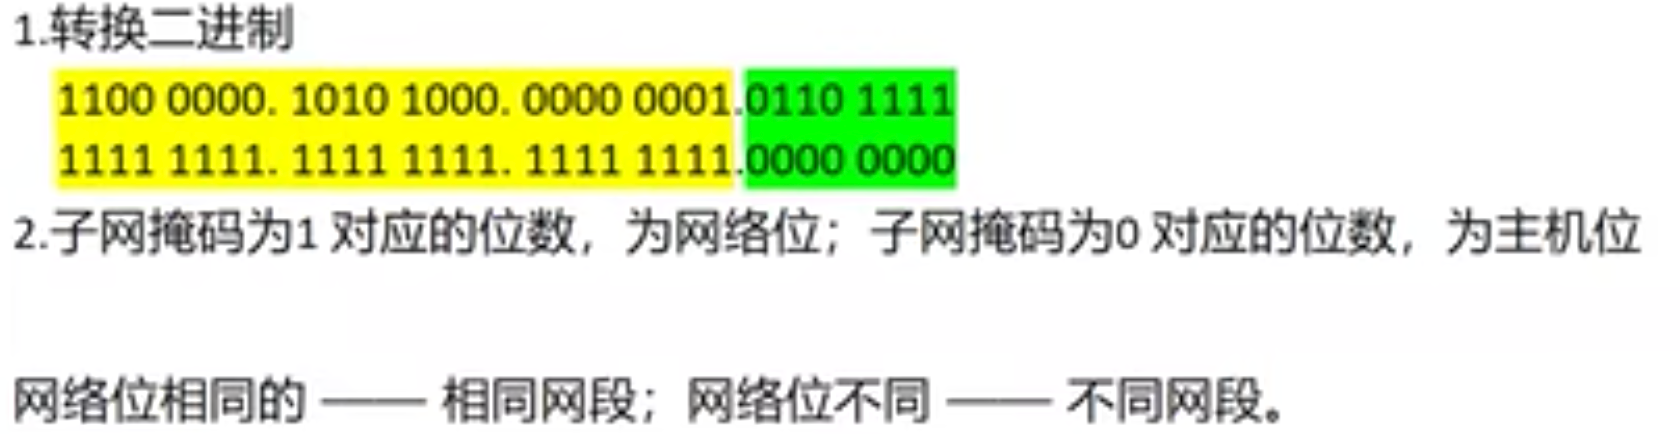 1.转换二进制
1100 0000. 1010 1000. 0000 0001.0110 1111
1111 1111. 1111 1111. 1111 1111.0000 0000
2.子网掩码为1 对应的位数，为网络位；子网掩码为0 对应的位数，为主机位
网络位相同的 —— 相同网段；网络位不同 —— 不同网段。